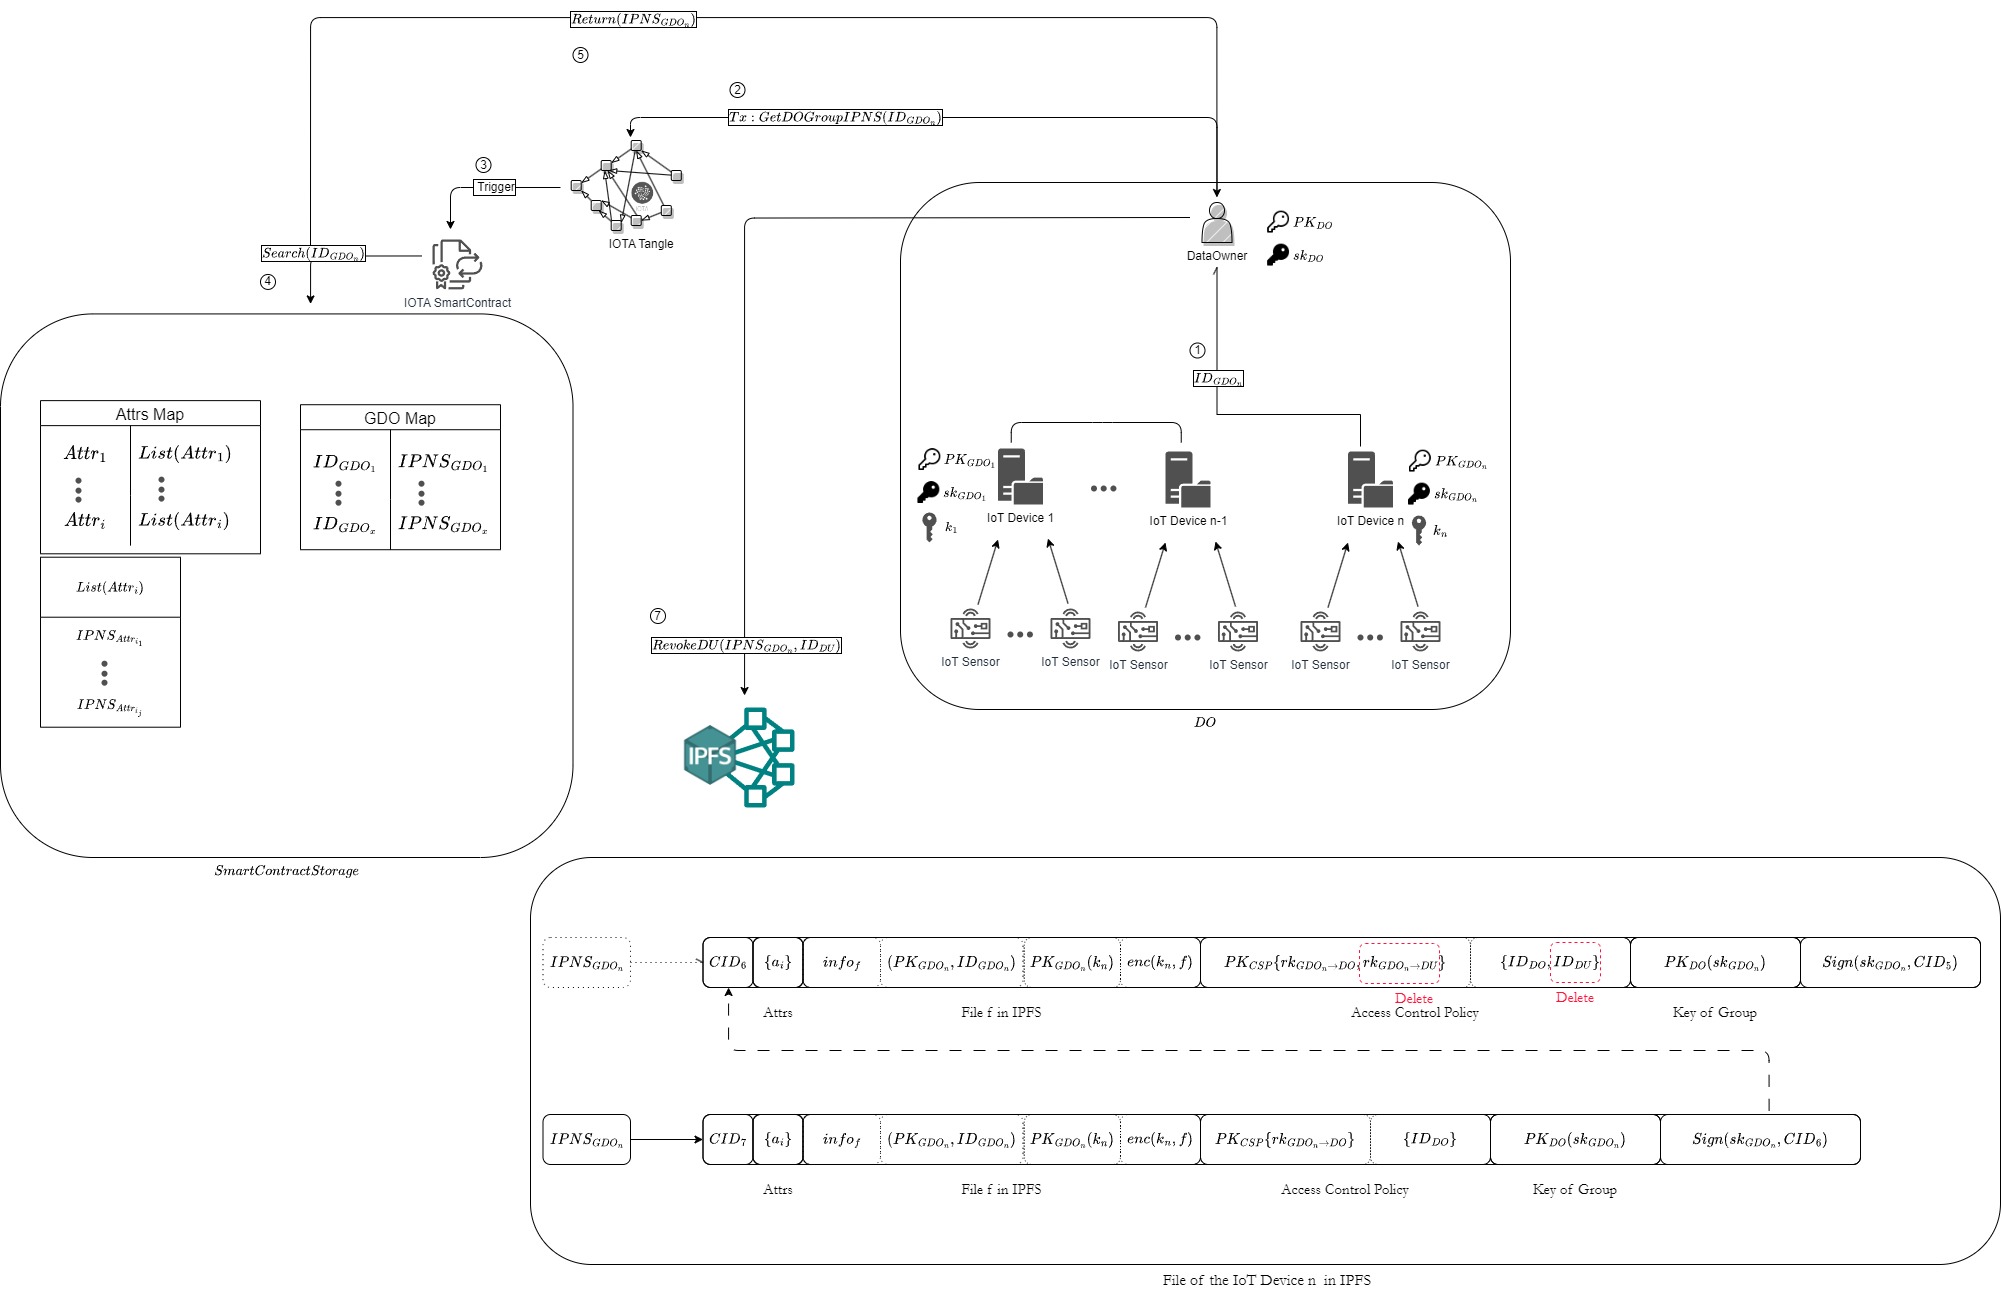 Return(IPNS_{GDO_n})
⑤
②
Tx : GetDOGroupIPNS(ID_{GDO_n})
③
Trigger
IOTA
IOTA Tangle
Search(ID_{GDO_n})
④
IOTA SmartContract
PK_{DO}
sk_{DO}
DataOwner
①
ID_{GDO_n}
Attrs Map
Attr_1 List(Attr_1)
Attr_i List(Attr_i)
GDO Map
ID_{GDO_1} IPNS_{GDO_1}
ID_{GDO_x} IPNS_{GDO_x}
List(Attr_i)
IPNS_{Attr_{i_1}}
IPNS_{Attr_{i_j}}
SmartContractStorage
PK_{GDO_1}
sk_{GDO_1}
k_1
IoT Device 1
IoT Device n-1
IoT Device n
PK_{GDO_n}
sk_{GDO_n}
k_n
IoT Sensor IoT Sensor IoT Sensor IoT Sensor IoT Sensor IoT Sensor
DO
⑦
RevokeDU(IPNS_{GDO_n}, ID_{DU})
IPFS
IPNS_{GDO_n} CID_6 {a_i} info_f (PK_{GDO_n}, ID_{GDO_n}) PK_{GDO_n}(k_n) enc(k_n, f) PK_{CSP}{rk_{GDO_n→DO}, rk_{GDO_n→DU}} {ID_{DO}, ID_{DU}} PK_{DO}(sk_{GDO_n}) Sign(sk_{GDO_n}, CID_5)
Delete Delete
Attrs File f in IPFS Access Control Policy Key of Group
IPNS_{GDO_n} CID_7 {a_i} info_f (PK_{GDO_n}, ID_{GDO_n}) PK_{GDO_n}(k_n) enc(k_n, f) PK_{CSP}{rk_{GDO_n→DO}} {ID_{DO}} PK_{DO}(sk_{GDO_n}) Sign(sk_{GDO_n}, CID_6)
Attrs File f in IPFS Access Control Policy Key of Group
File of the IoT Device n in IPFS